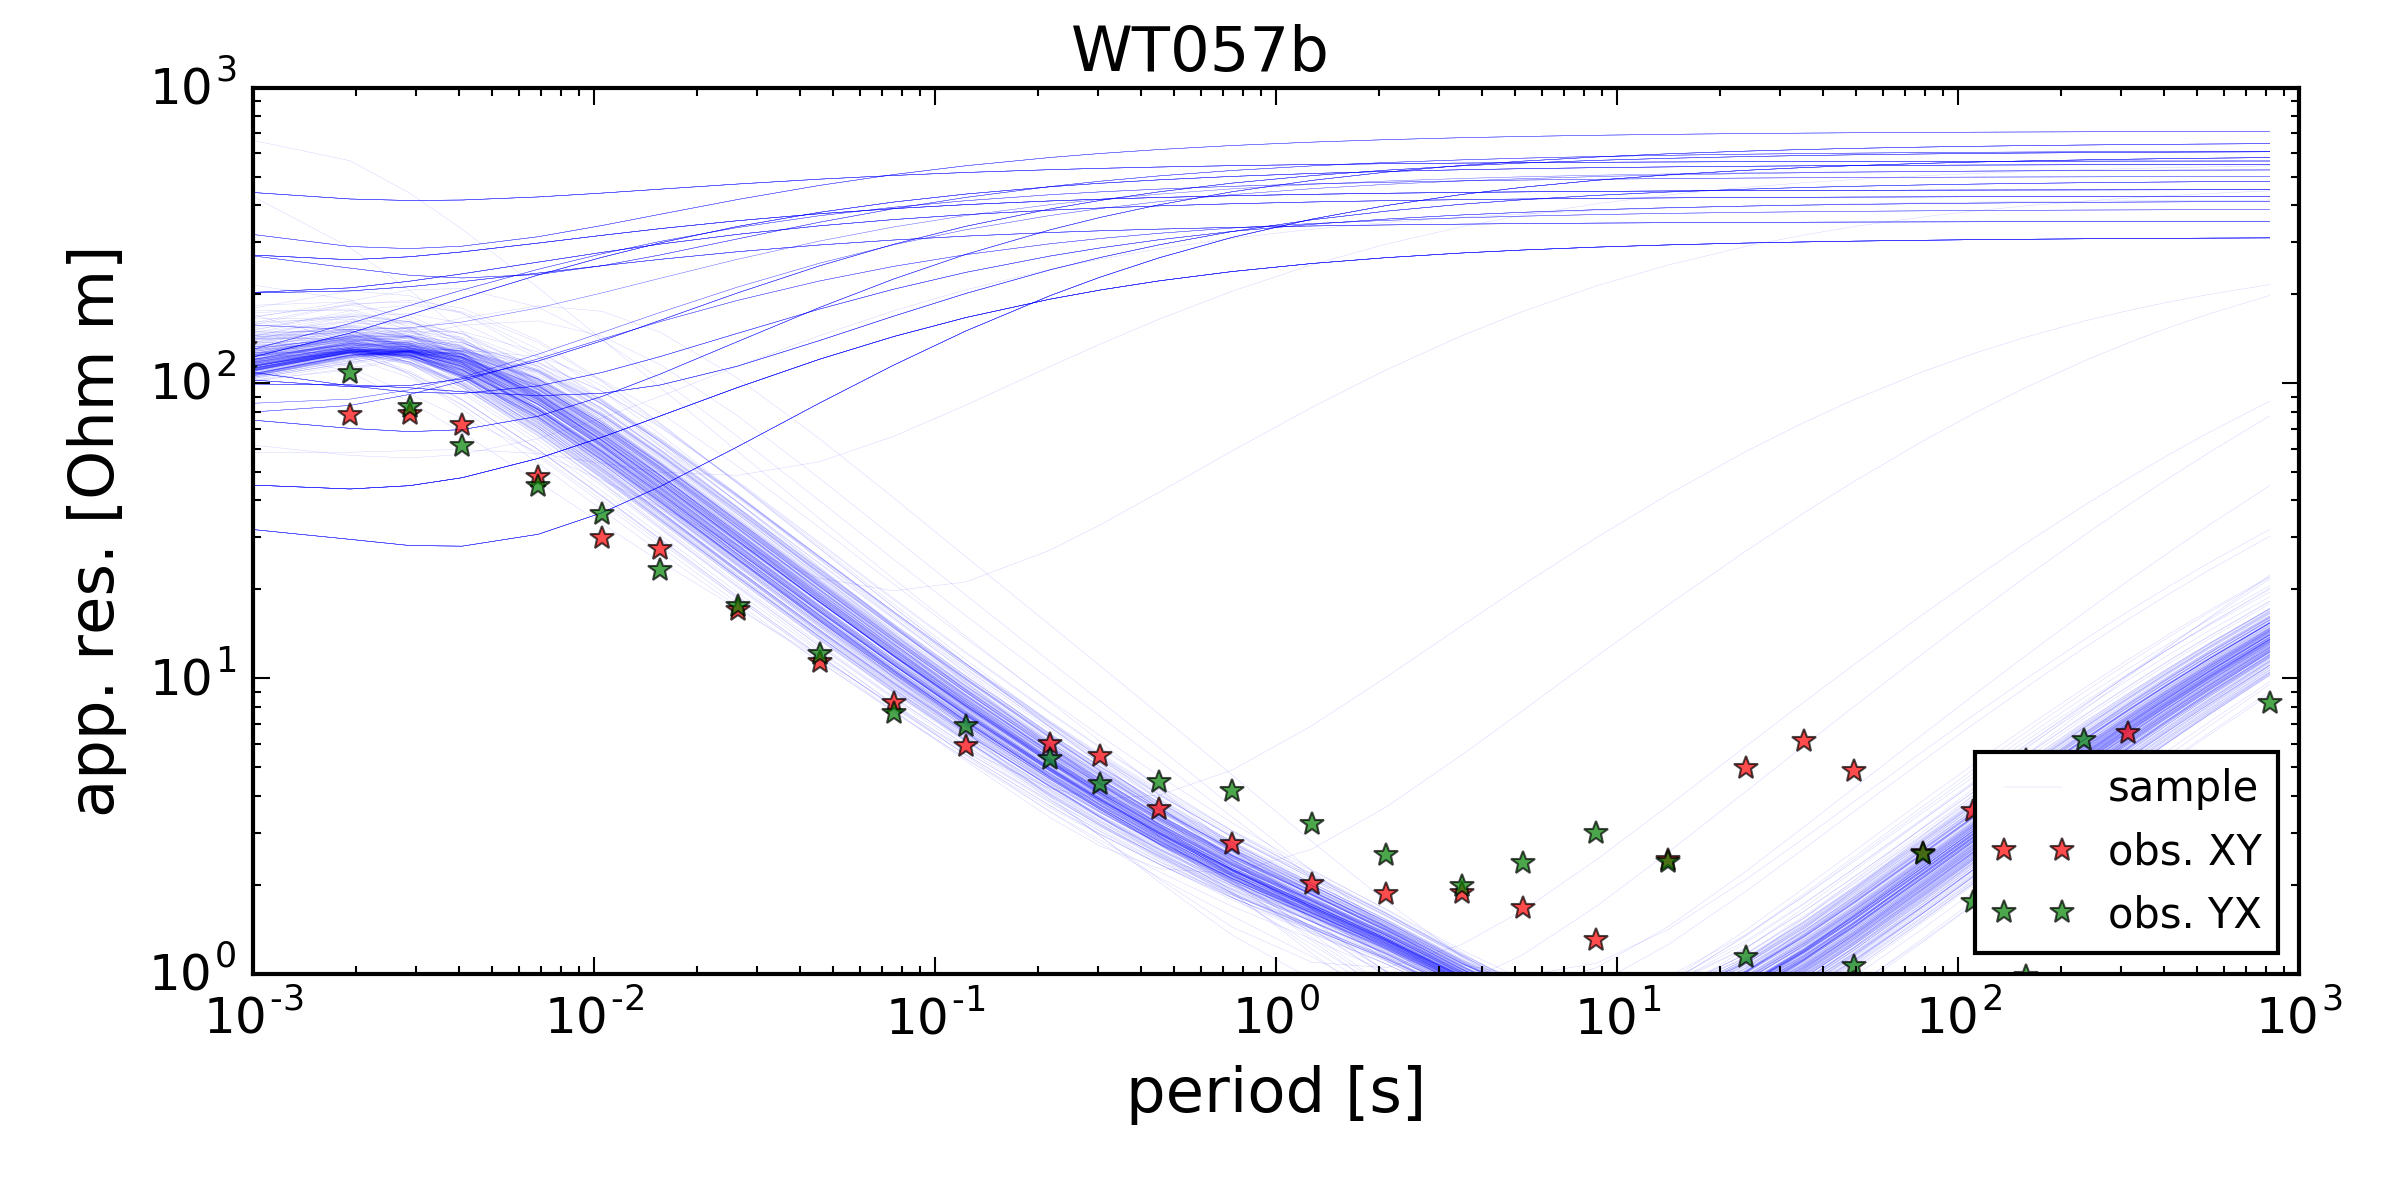 WT057b
app. res. [Ohm m]
10^3
10^2
10^1
10^0
10^-3 10^-2 10^-1 10^0 10^1 10^2 10^3
period [s]
sample
obs. XY
obs. YX